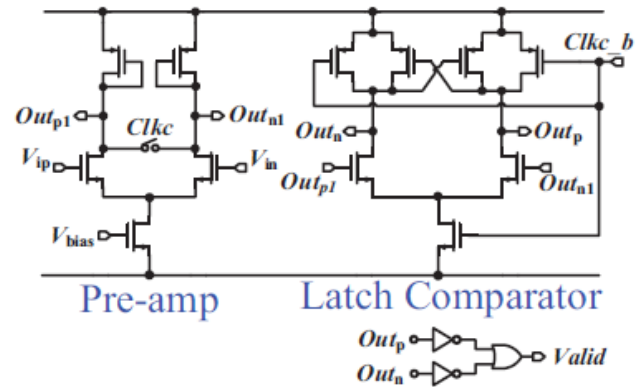 Clkc_b
Outp1
Clkc
Outn1
Outn
Outp
Vip
Vin
Outp1
Outn1
Vbias
Pre-amp
Latch Comparator
Outp
Outn
Valid